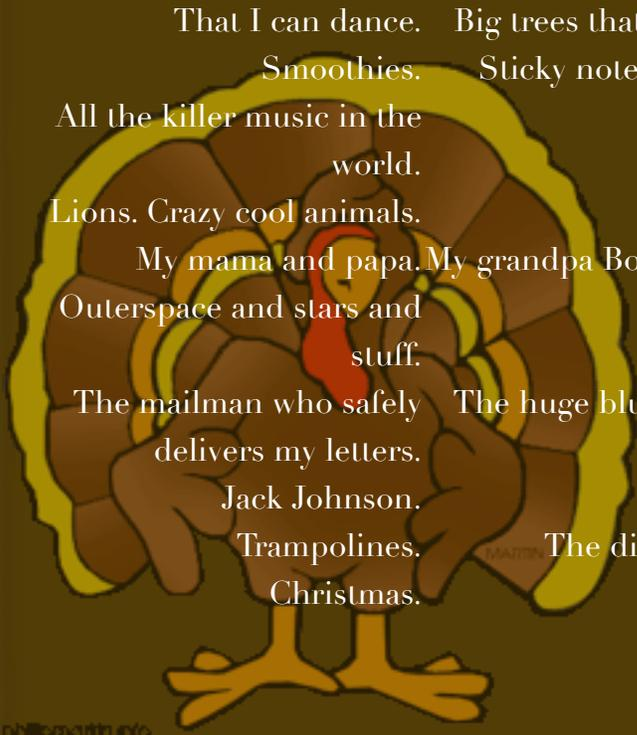 That I can dance.
Smoothies.
All the killer music in the
world.
Lions. Crazy cool animals.
My mama and papa.
Outerspace and stars and
stuff.
The mailman who safely
delivers my letters.
Jack Johnson.
Trampolines.
Christmas.
Big trees that
Sticky note
My grandpa Bo
The huge blu
The di
MARTIN